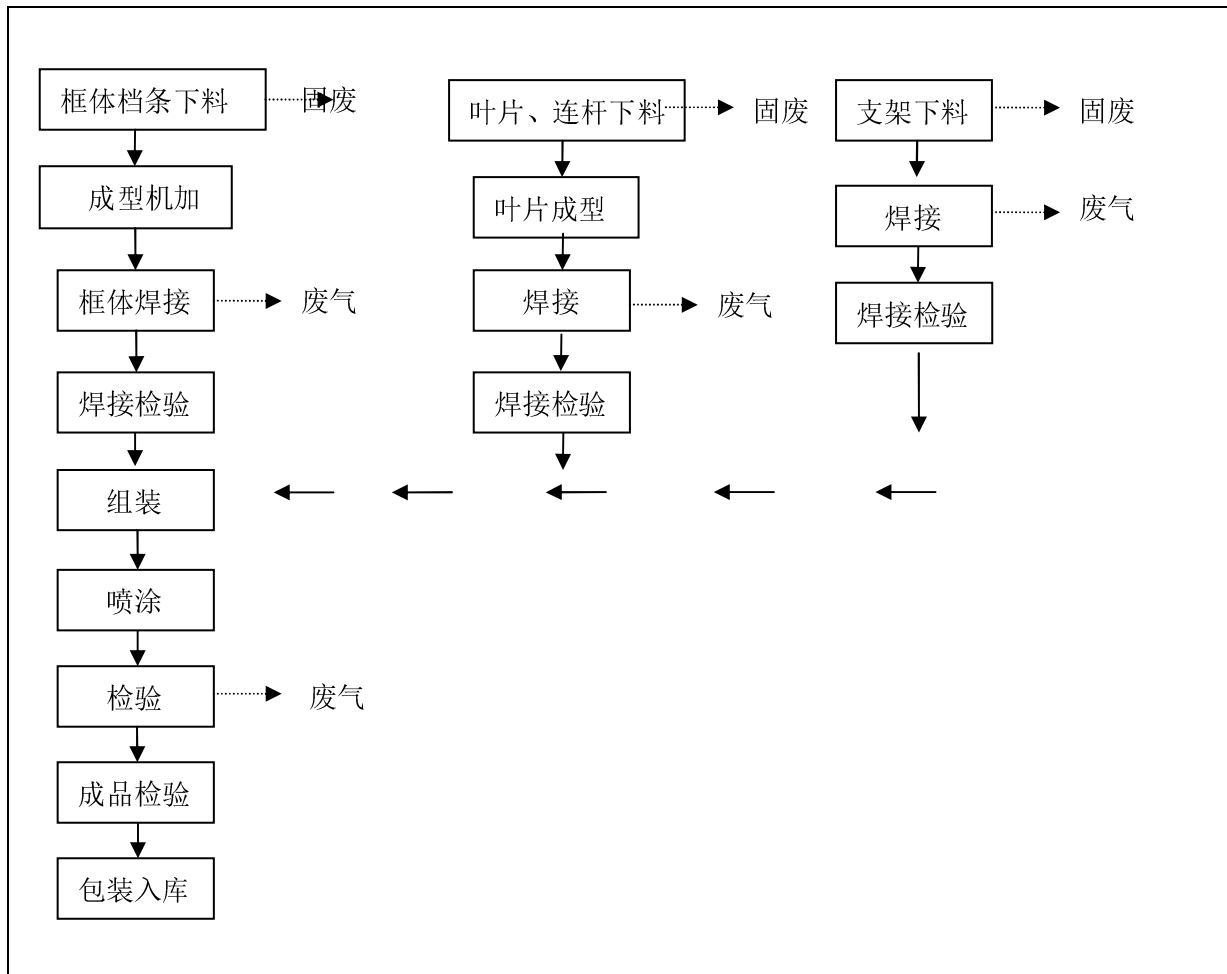 框体档条下料
固废
成型机加
框体焊接
废气
焊接检验
组装
喷涂
检验
废气
成品检验
包装入库
叶片、连杆下料
固废
叶片成型
焊接
废气
焊接检验
支架下料
固废
焊接
废气
焊接检验